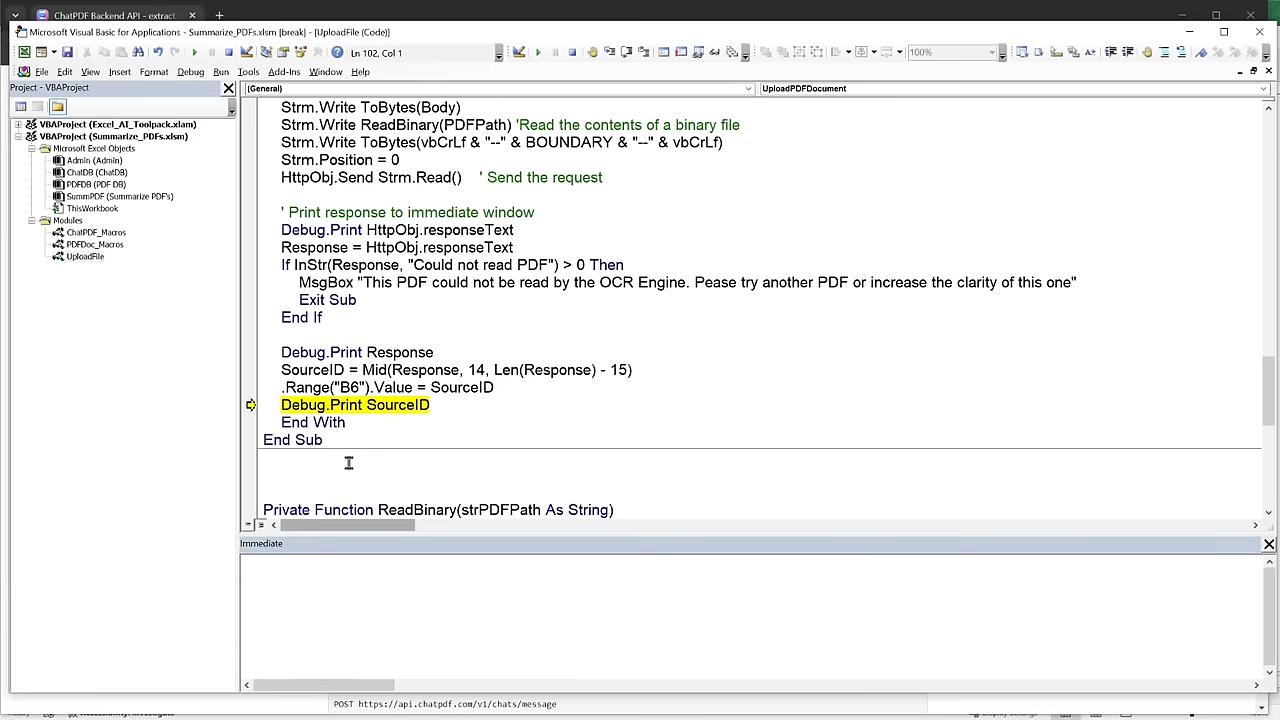 ChatPDF Backend API - extract
Microsoft Visual Basic for Applications - Summarize_PDFs.xlsm [break] - [UploadFile (Code)]
Ln 102, Col 1
100%
File Edit View Insert Format Debug Run Tools Add-Ins Window Help
Project - VBAProject
(General)
UploadPDFDocument
VBAProject (Excel_AI_Toolpack.xlam)
VBAProject (Summarize_PDFs.xlsm)
Microsoft Excel Objects
Admin (Admin)
ChatDB (ChatDB)
PDFDB (PDF DB)
SummPDF (Summarize PDF's)
ThisWorkbook
Modules
ChatPDF_Macros
PDFDoc_Macros
UploadFile
Strm.Write ToBytes(Body)
Strm.Write ReadBinary(PDFPath) 'Read the contents of a binary file
Strm.Write ToBytes(vbCrLf & "--" & BOUNDARY & "--" & vbCrLf)
Strm.Position = 0
HttpObj.Send Strm.Read() ' Send the request
' Print response to immediate window
Debug.Print HttpObj.responseText
Response = HttpObj.responseText
If InStr(Response, "Could not read PDF") > 0 Then
MsgBox "This PDF could not be read by the OCR Engine. Pease try another PDF or increase the clarity of this one"
Exit Sub
End If
Debug.Print Response
SourceID = Mid(Response, 14, Len(Response) - 15)
.Range("B6").Value = SourceID
Debug.Print SourceID
End With
End Sub
Private Function ReadBinary(strPDFPath As String)
Immediate
POST https://api.chatpdf.com/v1/chats/message